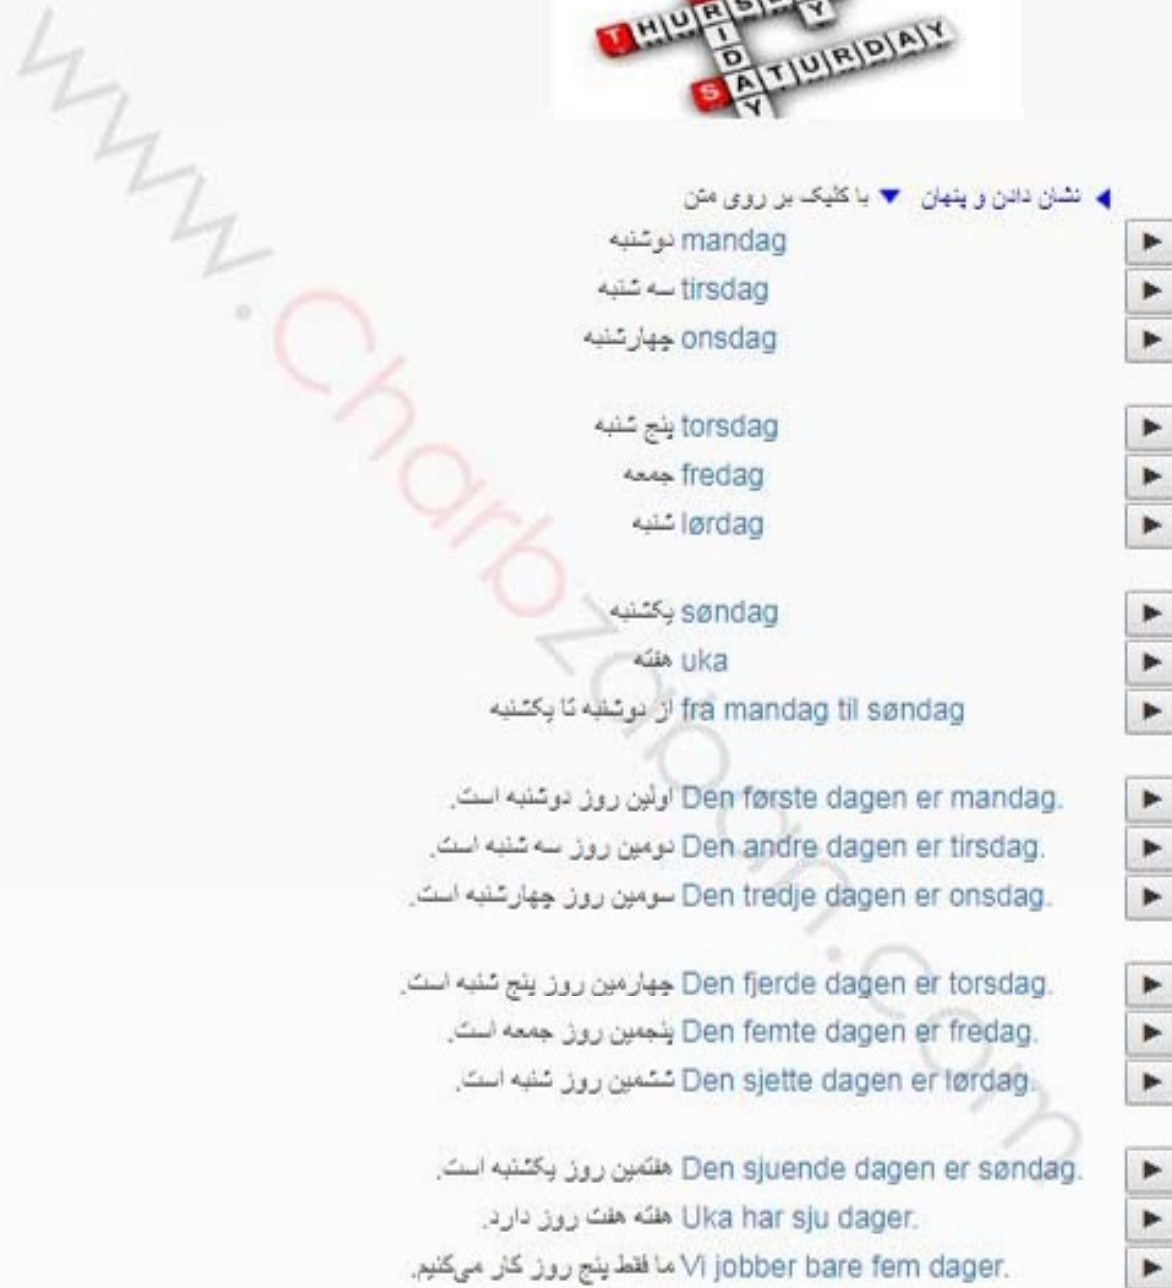 THURSDAY
FRIDAY
SATURDAY
نشان دادن و پنهان با کلیک بر روی متن
mandag دوشنبه
tirsdag سه شنبه
onsdag چهارشنبه
torsdag پنج شنبه
fredag جمعه
lørdag شنبه
søndag یکشنبه
uka هفته
fra mandag til søndag از دوشنبه تا یکشنبه
Den første dagen er mandag. اولین روز دوشنبه است.
Den andre dagen er tirsdag. دومین روز سه شنبه است.
Den tredje dagen er onsdag. سومین روز چهارشنبه است.
Den fjerde dagen er torsdag. چهارمین روز پنج شنبه است.
Den femte dagen er fredag. پنجمین روز جمعه است.
Den sjette dagen er lørdag. ششمین روز شنبه است.
Den sjuende dagen er søndag. هفتمین روز یکشنبه است.
Uka har sju dager. هفته هفت روز دارد.
Vi jobber bare fem dager. ما فقط پنج روز کار می‌کنیم.
www.Charbzaban.com